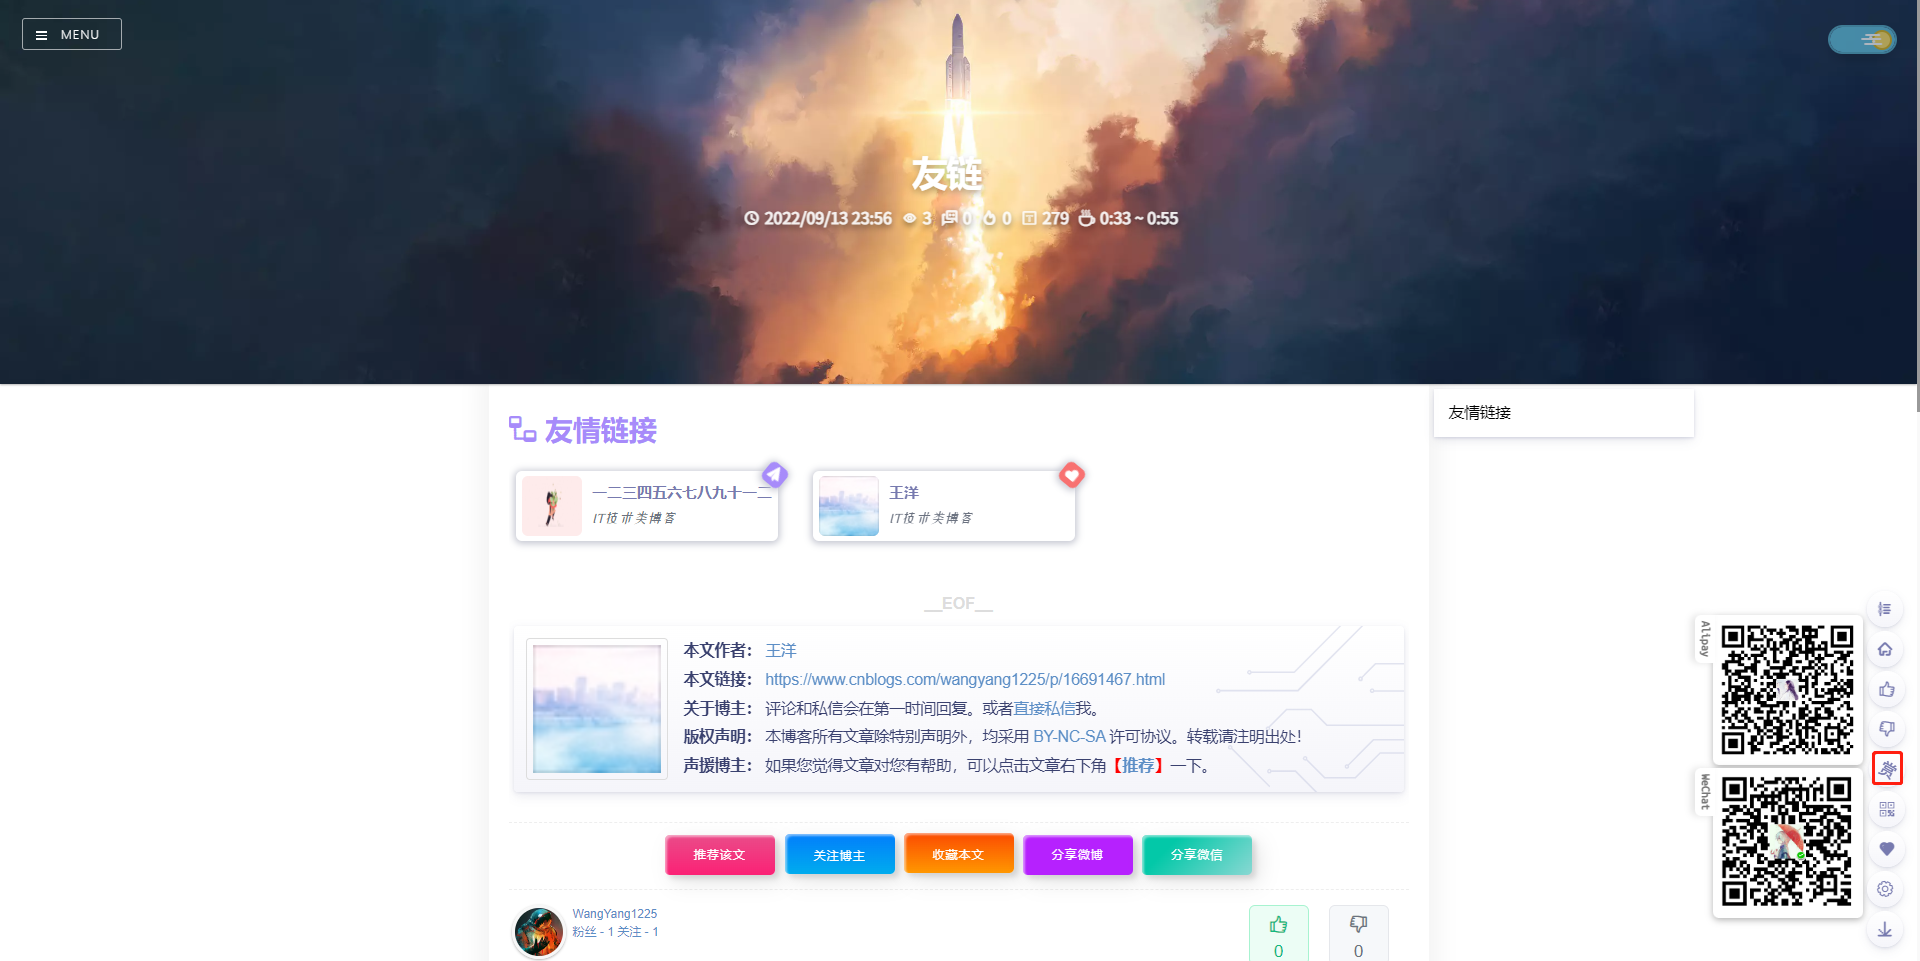 MENU
友链
2022/09/13 23:56 3 0 0 279 0:33 ~ 0:55
友情链接
友情链接
一二三四五六七八九十一二
IT技术类博客
王洋
IT技术类博客
__EOF__
本文作者： 王洋
本文链接： https://www.cnblogs.com/wangyang1225/p/16691467.html
关于博主： 评论和私信会在第一时间回复。或者直接私信我。
版权声明： 本博客所有文章除特别声明外，均采用 BY-NC-SA 许可协议。转载请注明出处！
声援博主： 如果您觉得文章对您有帮助，可以点击文章右下角【推荐】一下。
推荐该文 关注博主 收藏本文 分享微博 分享微信
WangYang1225
粉丝 - 1 关注 - 1
0 0
Alipay
WeChat